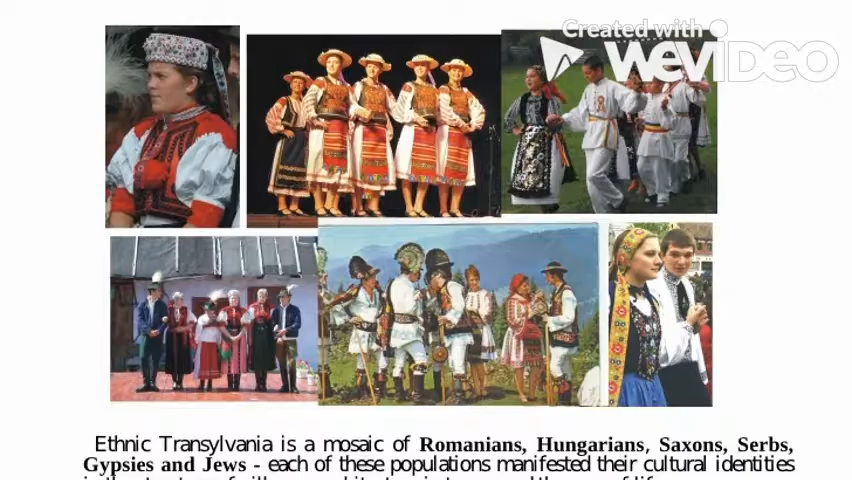 Created with
WeVideo
Ethnic Transylvania is a mosaic of Romanians, Hungarians, Saxons, Serbs,
Gypsies and Jews - each of these populations manifested their cultural identities